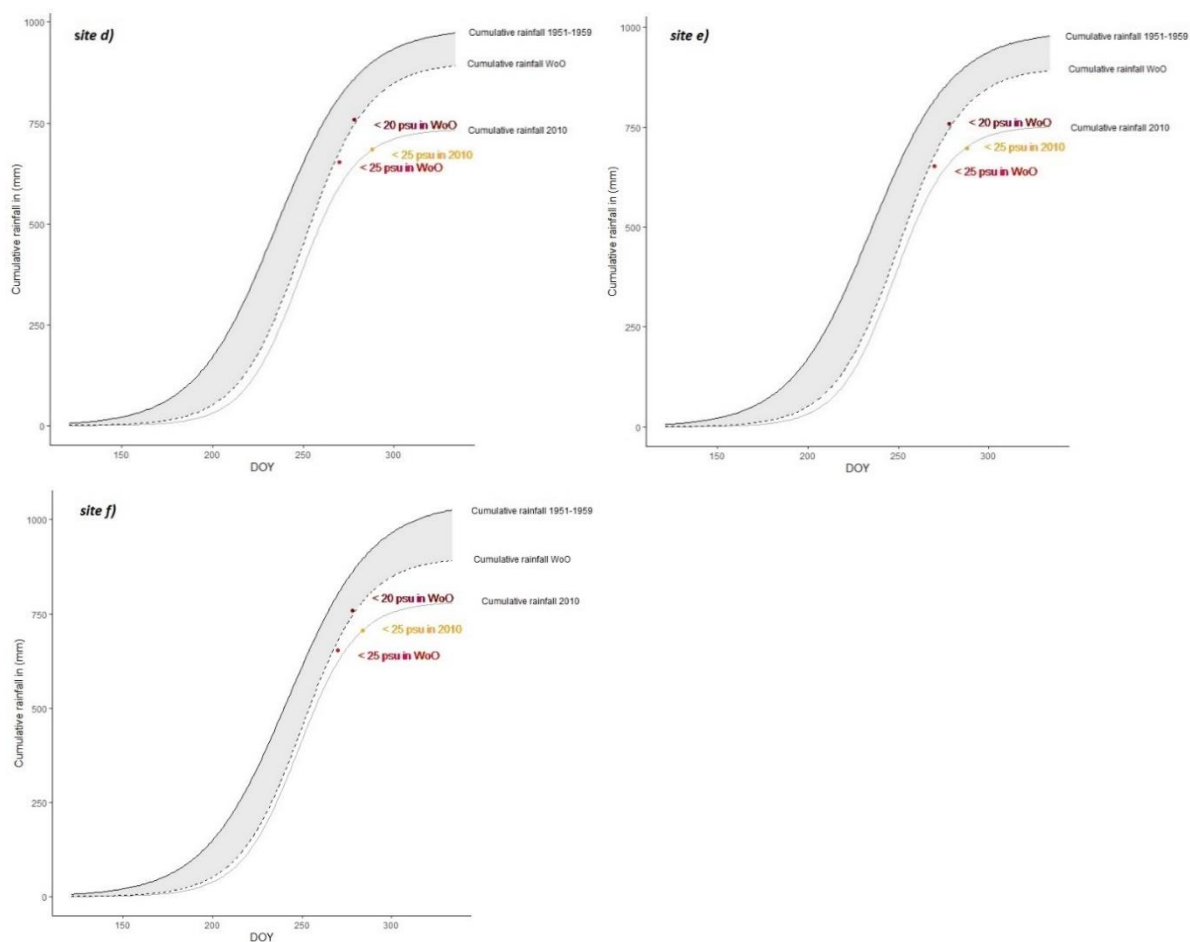 site d)
1000
750
500
250
0
Cumulative rainfall in (mm)
150
200
250
300
DOY
Cumulative rainfall 1951-1959
Cumulative rainfall WoO
< 20 psu in WoO
Cumulative rainfall 2010
< 25 psu in 2010
< 25 psu in WoO
site e)
1000
750
500
250
0
Cumulative rainfall in (mm)
150
200
250
300
DOY
Cumulative rainfall 1951-1959
Cumulative rainfall WoO
< 20 psu in WoO
Cumulative rainfall 2010
< 25 psu in 2010
< 25 psu in WoO
site f)
1000
750
500
250
0
Cumulative rainfall in (mm)
150
200
250
300
DOY
Cumulative rainfall 1951-1959
Cumulative rainfall WoO
< 20 psu in WoO
Cumulative rainfall 2010
< 25 psu in 2010
< 25 psu in WoO